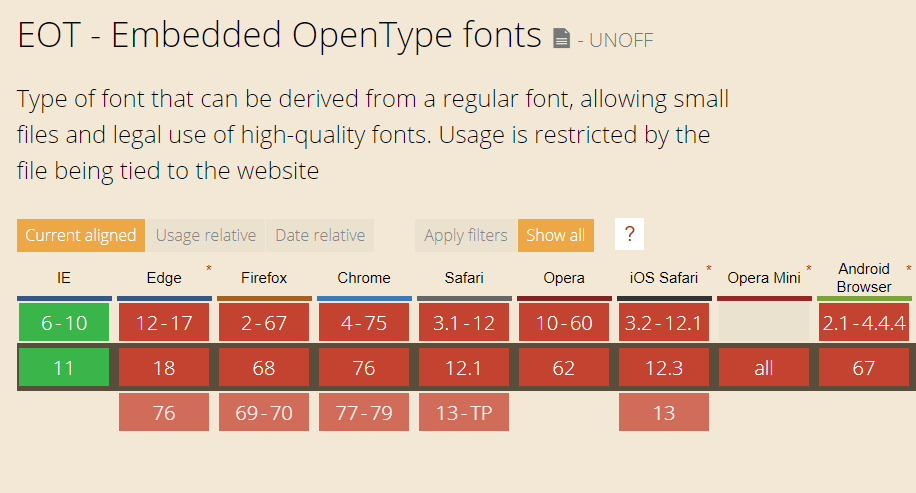 EOT - Embedded OpenType fonts - UNOFF
Type of font that can be derived from a regular font, allowing small
files and legal use of high-quality fonts. Usage is restricted by the
file being tied to the website
Current aligned Usage relative Date relative Apply filters Show all ?
IE Edge * Firefox Chrome Safari Opera iOS Safari * Opera Mini * Android Browser *
6-10 12-17 2-67 4-75 3.1-12 10-60 3.2-12.1 2.1-4.4.4
11 18 68 76 12.1 62 12.3 all 67
76 69-70 77-79 13-TP 13